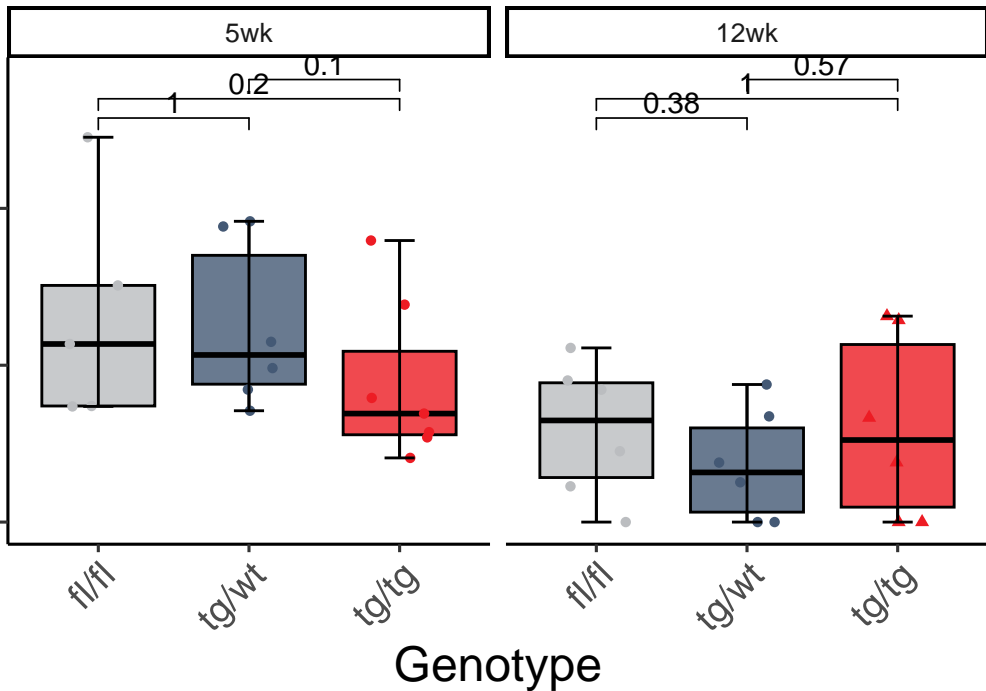 5wk 12wk
0.1 0.57
0.2 1
1 0.38
fl/fl tg/wt tg/tg fl/fl tg/wt tg/tg
Genotype